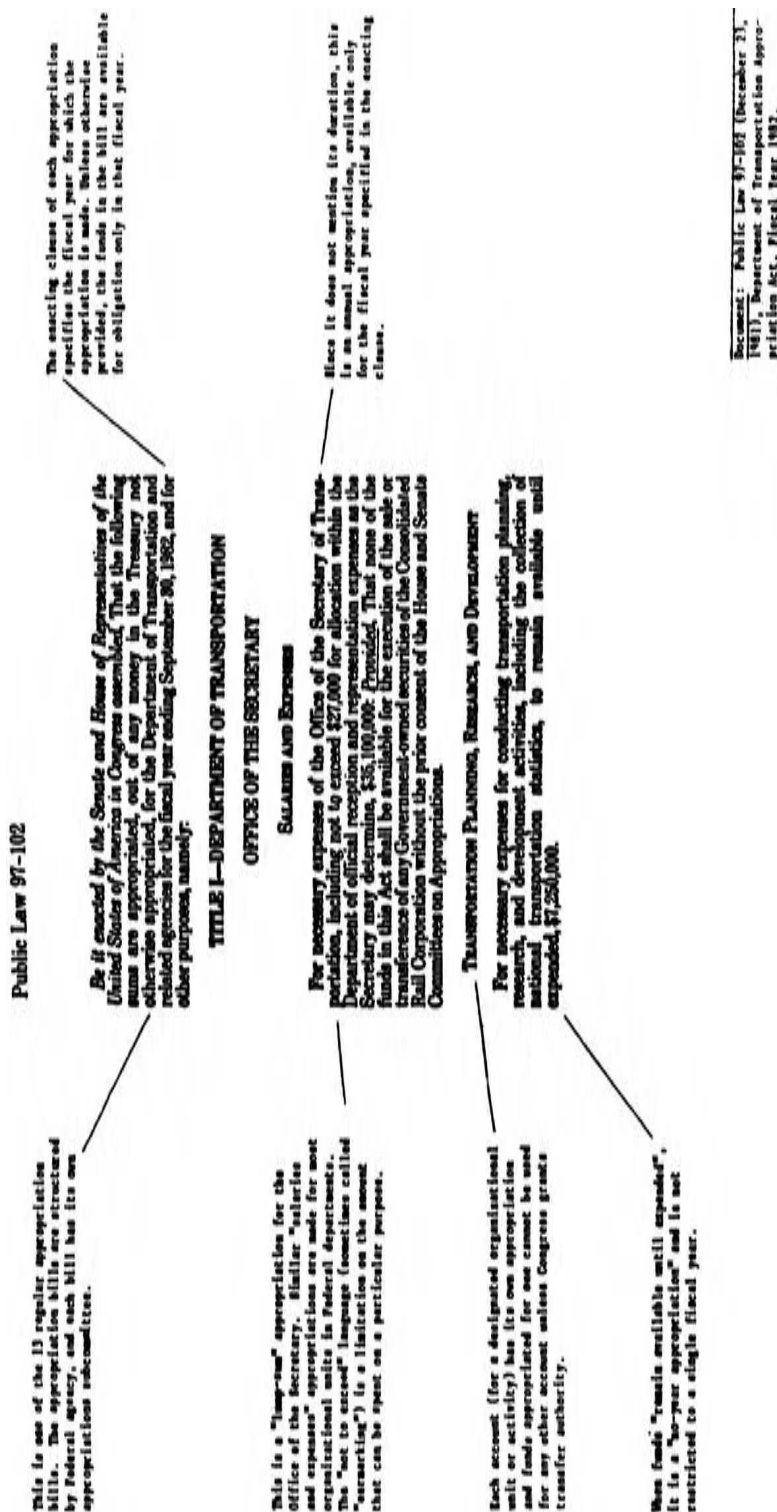 Public Law 97-102
This is one of the 13 regular appropriation
bills. The appropriation bills are structured
by Federal agency, and each bill has its own
appropriations subcommittee.
Be it enacted by the Senate and House of Representatives of the
United States of America in Congress assembled, That the following
sums are appropriated, out of any money in the Treasury not
otherwise appropriated, for the Department of Transportation and
related agencies for the fiscal year ending September 30, 1982, and for
other purposes, namely:
The enacting clause of each appropriation
specifies the fiscal year for which the
appropriation is made. Unless otherwise
provided, the funds in the bill are available
for obligation only in that fiscal year.
TITLE I—DEPARTMENT OF TRANSPORTATION
OFFICE OF THE SECRETARY
SALARIES AND EXPENSES
This is a "lump-sum" appropriation for the
Office of the Secretary. Similar "salaries
and expenses" appropriations are made for most
organizational units in Federal departments.
The "not to exceed" language (sometimes called
"earmarking") is a limitation on the amount
that can be spent on a particular purpose.
For necessary expenses of the Office of the Secretary of Trans-
portation, including not to exceed $27,000 for allocation within the
Department of official reception and representation expenses as the
Secretary may determine, $35,100,000: Provided, That none of the
funds in this Act shall be available for the execution of the sale or
transference of any Government-owned securities of the Consolidated
Rail Corporation without the prior consent of the House and Senate
Committees on Appropriations.
Since it does not mention its duration, this
is an annual appropriation, available only
for the fiscal year specified in the enacting
clause.
TRANSPORTATION PLANNING, RESEARCH, AND DEVELOPMENT
Each account (for a designated organizational
unit or activity) has its own appropriation
and funds appropriated for one cannot be used
for any other account unless Congress grants
transfer authority.
For necessary expenses for conducting transportation planning,
research, and development activities, including the collection of
national transportation statistics, to remain available until
expended, $7,250,000.
When funds "remain available until expended",
it is a "no-year appropriation" and is not
restricted to a single fiscal year.
Document: Public Law 97-102 (December 23,
1981), Department of Transportation Appro-
priation Act, Fiscal Year 1982.